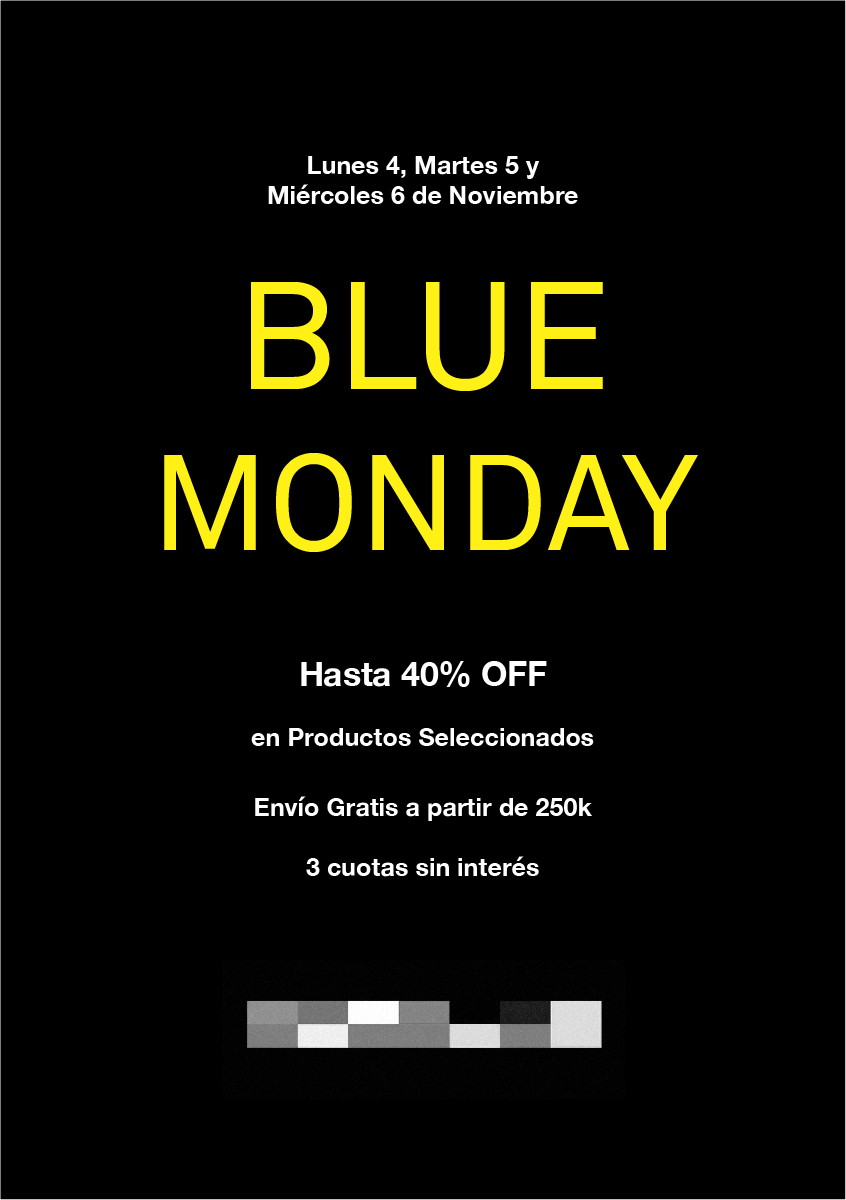 Lunes 4, Martes 5 y
Miércoles 6 de Noviembre
BLUE
MONDAY
Hasta 40% OFF
en Productos Seleccionados
Envío Gratis a partir de 250k
3 cuotas sin interés